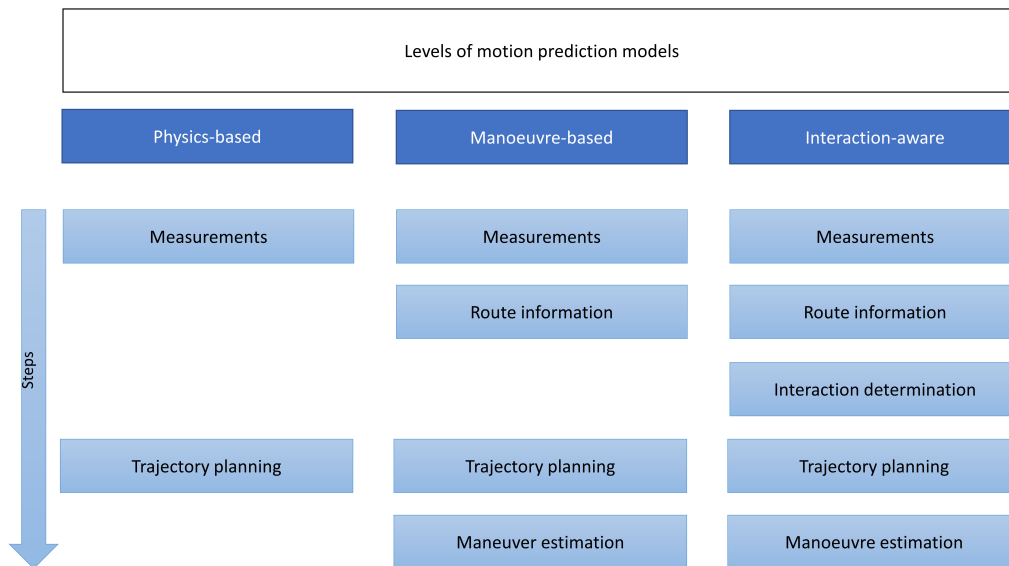 Levels of motion prediction models
Physics-based
Manoeuvre-based
Interaction-aware
Steps
Measurements
Measurements
Measurements
Route information
Route information
Interaction determination
Trajectory planning
Trajectory planning
Trajectory planning
Maneuver estimation
Manoeuvre estimation